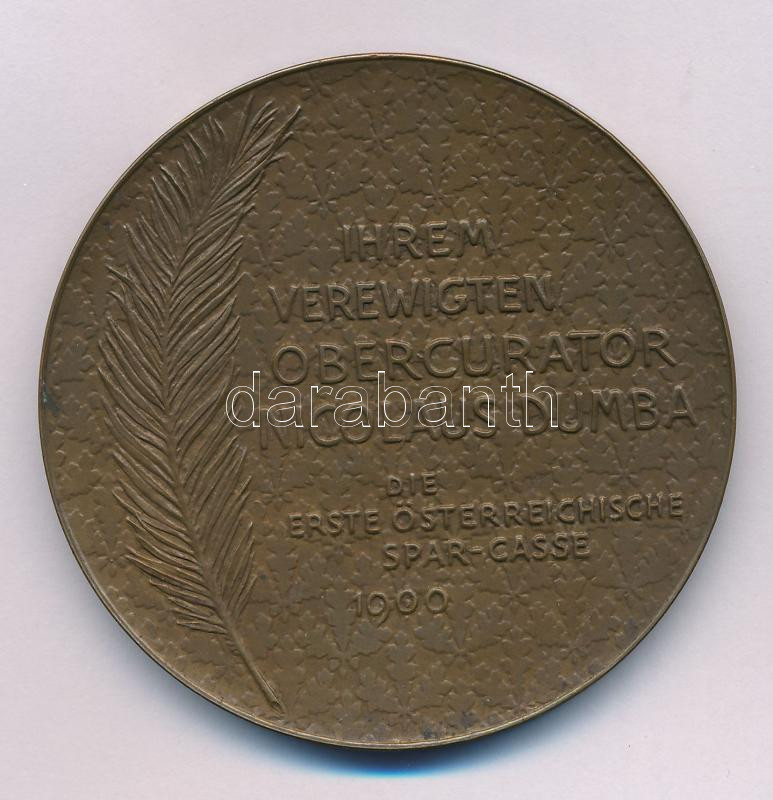 IHREM
VEREWIGTEN
OBERCURATOR
NICOLAUS DUMBA
darabanth
DIE
ERSTE ÖSTERREICHISCHE
SPAR-CASSE
1900